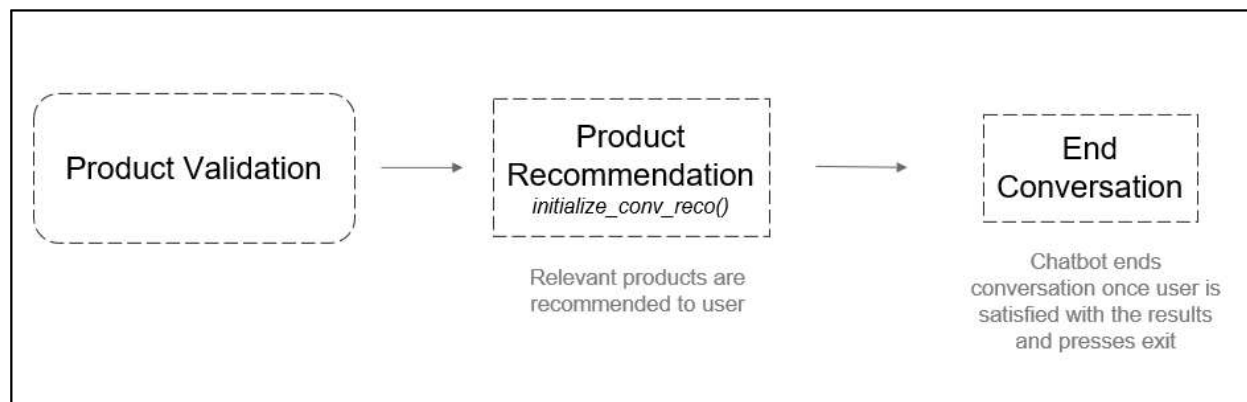 Product Validation
Product
Recommendation
initialize_conv_reco()
Relevant products are
recommended to user
End
Conversation
Chatbot ends
conversation once user is
satisfied with the results
and presses exit